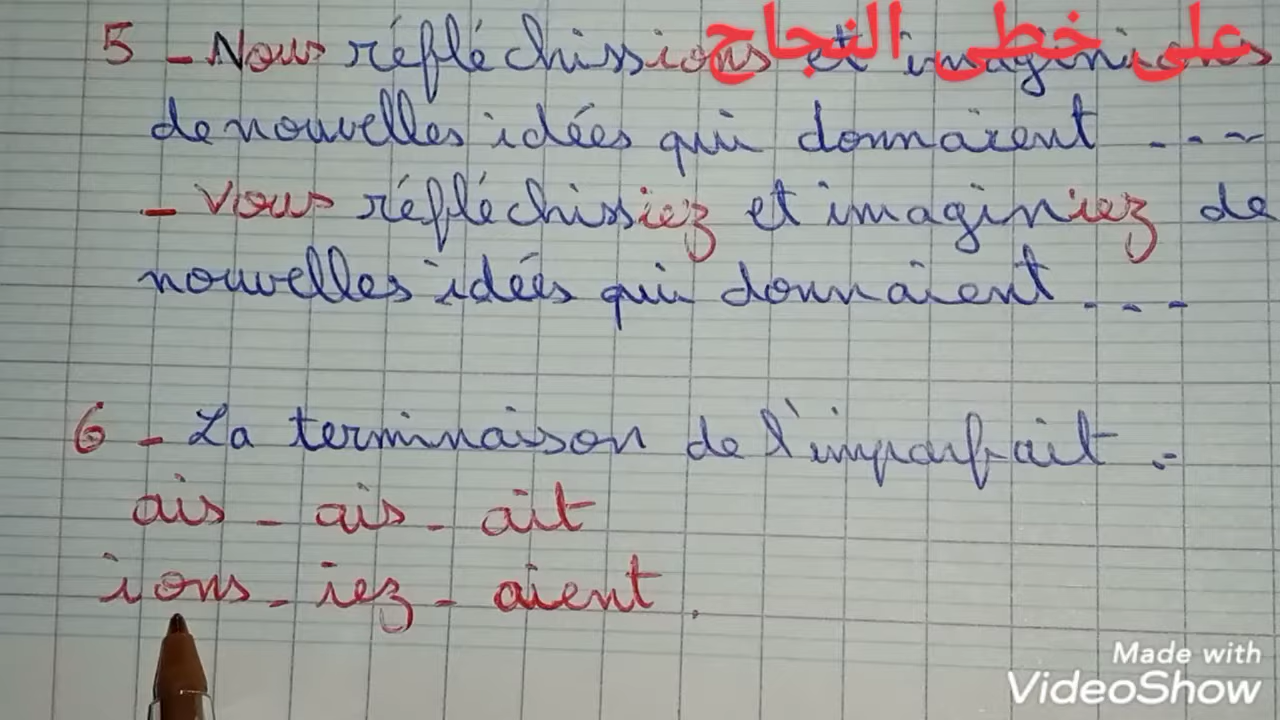 5 - Nous réfléchissions et imaginions
على خطى النجاح
de nouvelles idées qui donnaient ----
- Vous réfléchissiez et imaginiez de
nouvelles idées qui donnaient ---
6 - La terminaison de l'imparfait :
ais - ais - ait
ions - iez - aient.
Made with
VideoShow